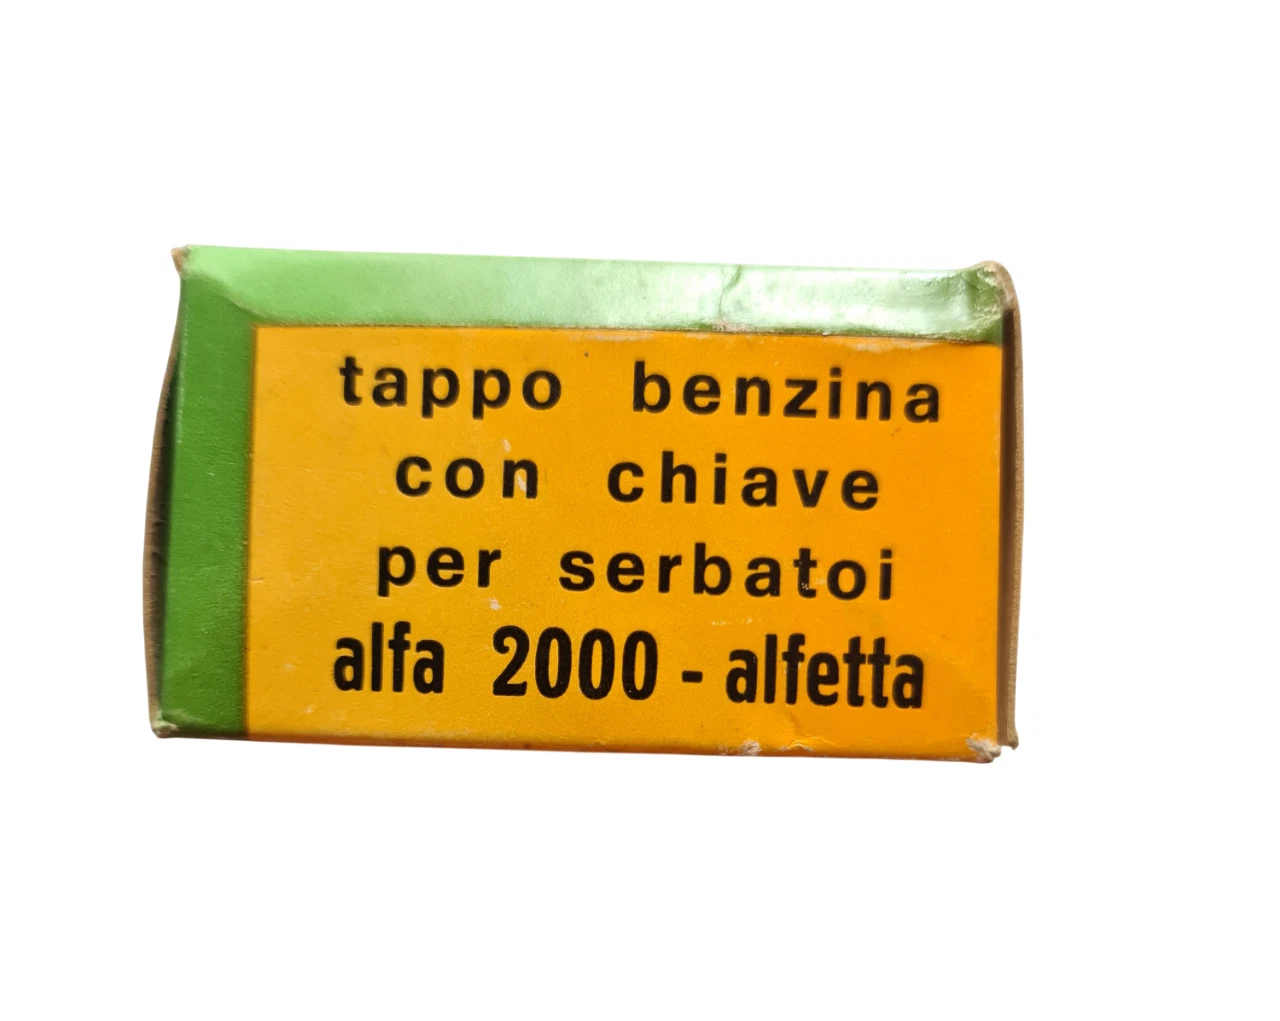 tappo benzina
con chiave
per serbatoi
alfa 2000 - alfetta